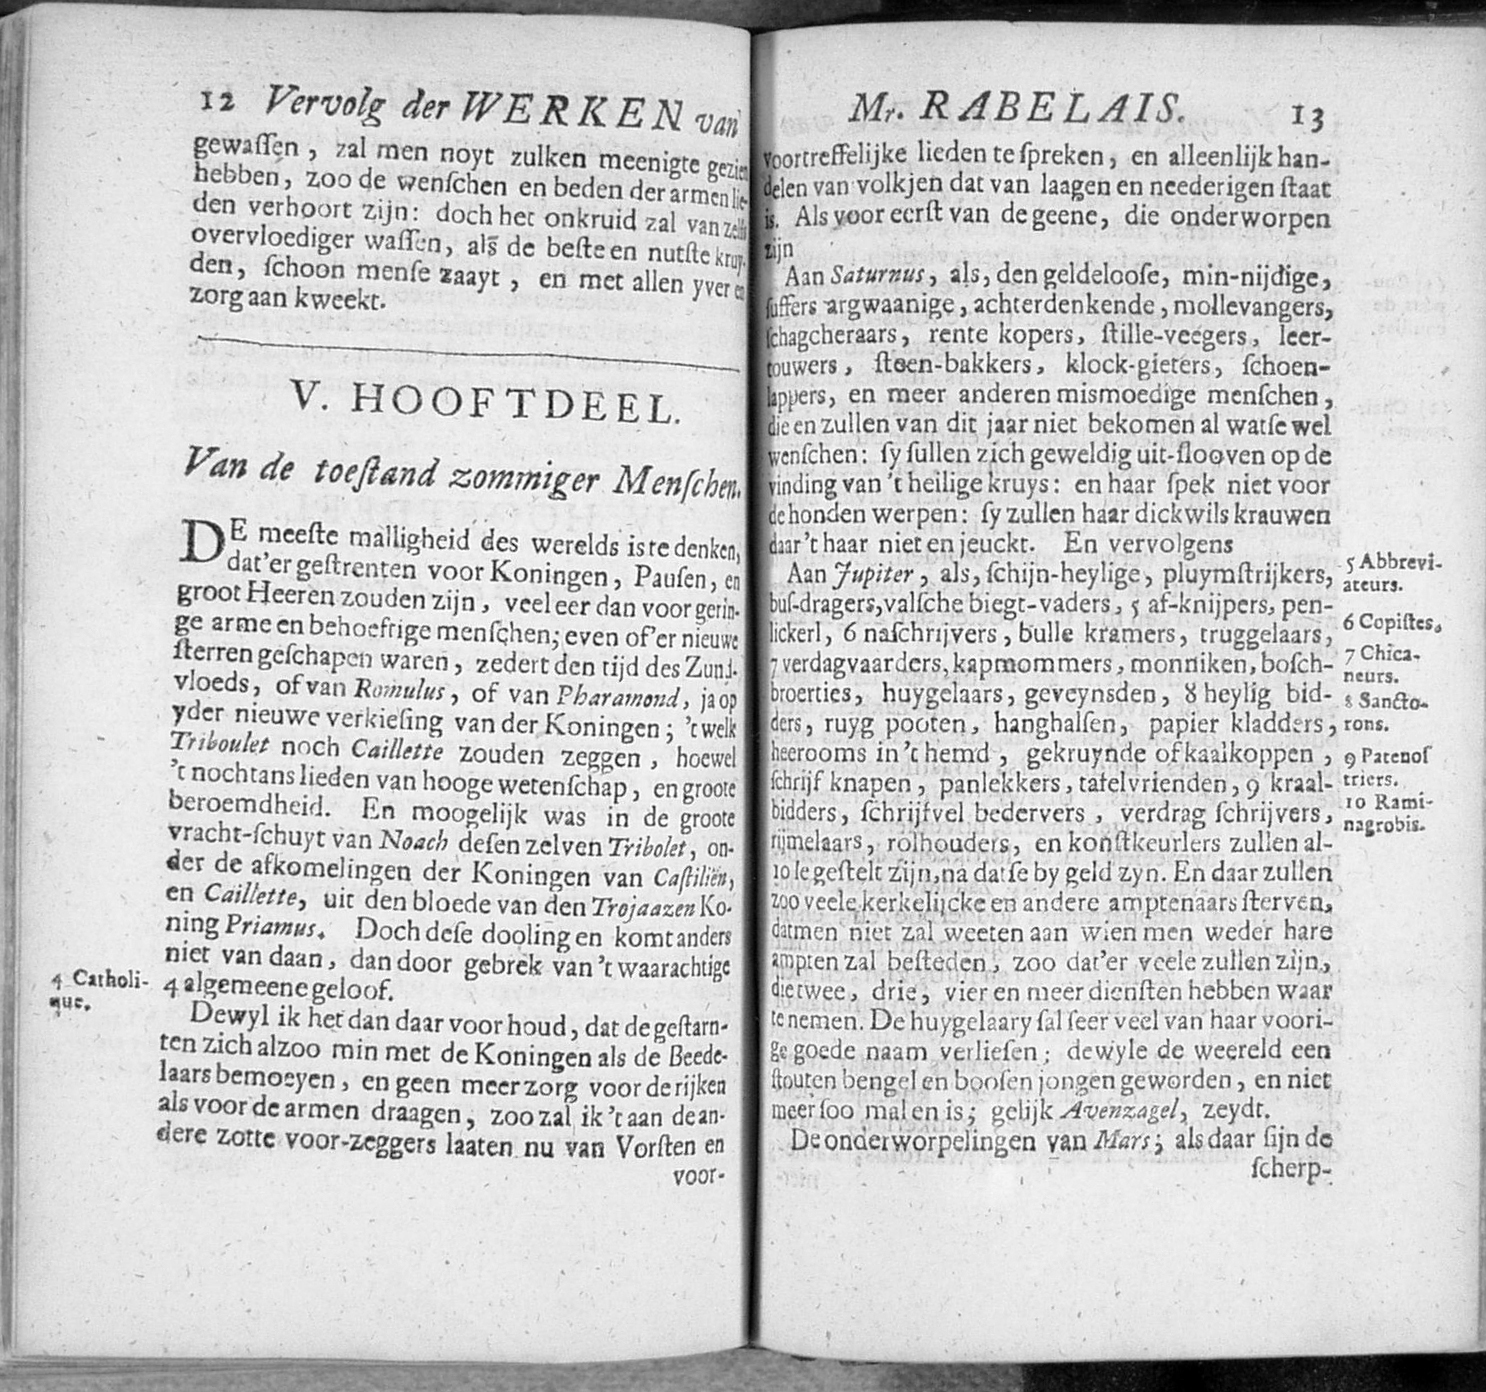 12 Vervolg der WERKEN van
gewaſſen, zal men noyt zulken meenigte gezien
hebben, zoo de wenſchen en beden der armen lie-
den verhoort zijn: doch het onkruid zal van zelfs
overvloediger waſſen, als de beſte en nutſte kruy-
den, ſchoon menſe zaayt, en met allen yver en
zorg aan kweekt.
V. HOOFTDEEL.
Van de toeſtand zommiger Menſchen.
DE meeſte malligheid des werelds is te denken,
dat'er geſtrenten voor Koningen, Pauſen, en
groot Heeren zouden zijn, veel eer dan voor gerin-
ge arme en behoeftige menſchen; even of'er nieuwe
ſterren geſchapen waren, zedert den tijd des Zund-
vloeds, of van Romulus, of van Pharamond, ja op
yder nieuwe verkieſing van der Koningen; 't welk
Triboulet noch Caillette zouden zeggen, hoewel
't nochtans lieden van hooge wetenſchap, en groote
beroemdheid. En moogelijk was in de groote
vracht-ſchuyt van Noach deſen zelven Tribolet, on-
der de afkomelingen der Koningen van Caſtiliën,
en Caillette, uit den bloede van den Trojaazen Ko-
ning Priamus. Doch deſe dooling en komt anders
niet van daan, dan door gebrek van 't waarachtige
4 Catholi-
que.
4 algemeene geloof.
Dewyl ik het dan daar voor houd, dat de geſtarn-
ten zich alzoo min met de Koningen als de Beede-
laars bemoeyen, en geen meer zorg voor de rijken
als voor de armen draagen, zoo zal ik 't aan de an-
dere zotte voor-zeggers laaten nu van Vorſten en
voor-
Mr. RABELAIS. 13
voortreffelijke lieden te ſpreken, en alleenlijk han-
delen van volkjen dat van laagen en neederigen ſtaat
is. Als voor eerſt van de geene, die onderworpen
zijn
Aan Saturnus, als, den geldelooſe, min-nijdige,
ſuffers argwaanige, achterdenkende, mollevangers,
ſchagcheraars, rente kopers, ſtille-veegers, leer-
touwers, ſteen-bakkers, klock-gieters, ſchoen-
lappers, en meer anderen mismoedige menſchen,
die en zullen van dit jaar niet bekomen al watſe wel
wenſchen: ſy ſullen zich geweldig uit-ſlooven op de
vinding van 't heilige kruys: en haar ſpek niet voor
de honden werpen: ſy zullen haar dickwils krauwen
daar 't haar niet en jeuckt. En vervolgens
Aan Jupiter, als, ſchijn-heylige, pluymſtrijkers,
buſ-dragers, valſche biegt-vaders, 5 af-knijpers, pen-
lickerl, 6 naſchrijvers, bulle kramers, truggelaars,
7 verdagvaarders, kapmommers, monniken, boſch-
broerties, huygelaars, geveynsden, 8 heylig bid-
ders, ruyg pooten, hanghalſen, papier kladders,
heerooms in 't hemd, gekruynde of kaalkoppen,
ſchrijf knapen, panlekkers, tafelvrienden, 9 kraal-
bidders, ſchrijfvel bedervers, verdrag ſchrijvers,
rijmelaars, rolhouders, en konſtkeurlers zullen al-
10 le geſtelt zijn, na datſe by geld zyn. En daar zullen
zoo veele kerkelijcke en andere amptenaars ſterven,
datmen niet zal weeten aan wien men weder hare
ampten zal beſteden, zoo dat'er veele zullen zijn,
die twee, drie, vier en meer dienſten hebben waar
te nemen. De huygelaary ſal ſeer veel van haar voori-
ge goede naam verlieſen; dewyle de weereld een
ſtouten bengel en booſen jongen geworden, en niet
meer ſoo mal en is; gelijk Avenzagel, zeydt.
De onderworpelingen van Mars; als daar ſijn de
ſcherp-
5 Abbrevi-
ateurs.
6 Copiſtes.
7 Chica-
neurs.
8 Sancto-
rons.
9 Patenoſ
triers.
10 Rami-
nagrobis.